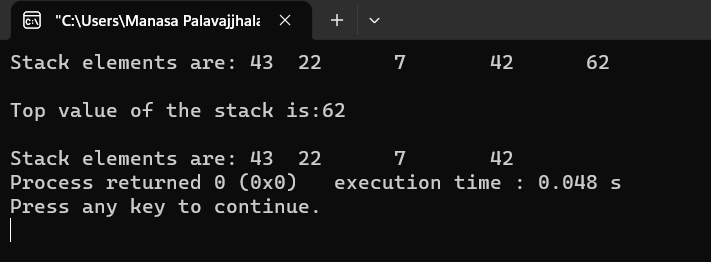 "C:\Users\Manasa Palavajjhala
Stack elements are: 43 22 7 42 62
Top value of the stack is:62
Stack elements are: 43 22 7 42
Process returned 0 (0x0) execution time : 0.048 s
Press any key to continue.